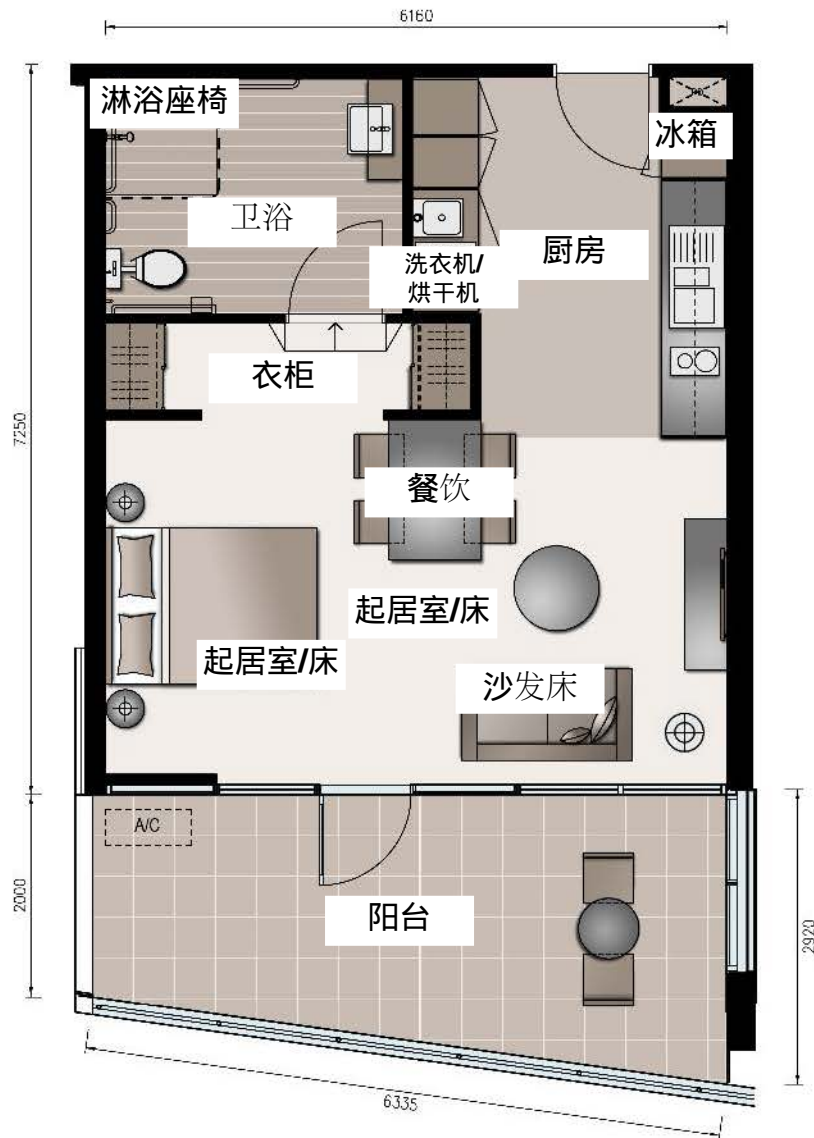 6160
淋浴座椅
冰箱
卫浴
厨房
洗衣机/
烘干机
衣柜
7250
餐饮
起居室/床
起居室/床
沙发床
A/C
2000
阳台
2920
6335